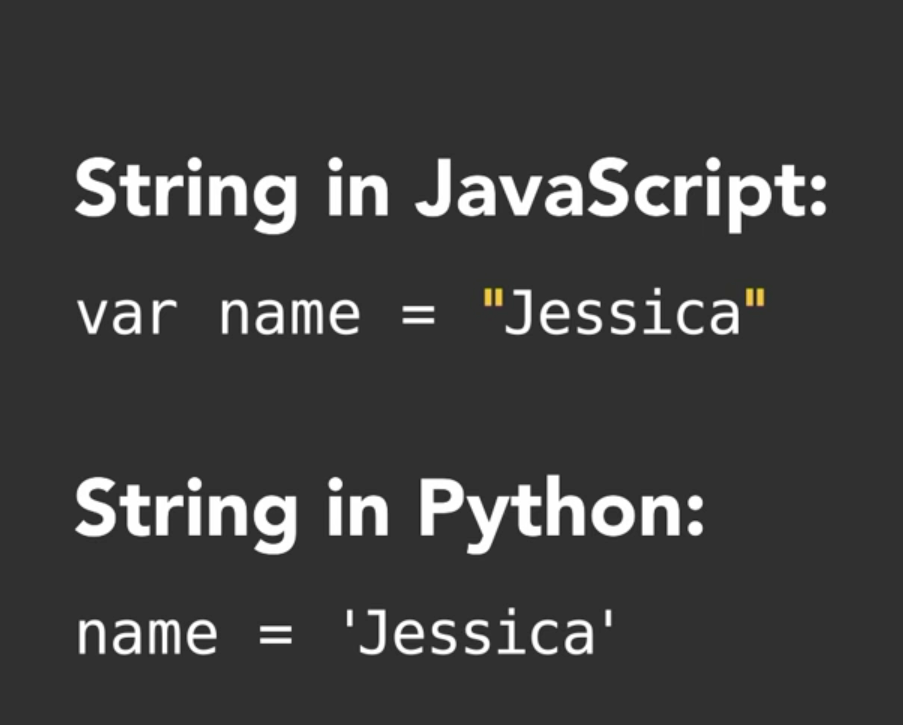 String in JavaScript:
var name = "Jessica"
String in Python:
name = 'Jessica'